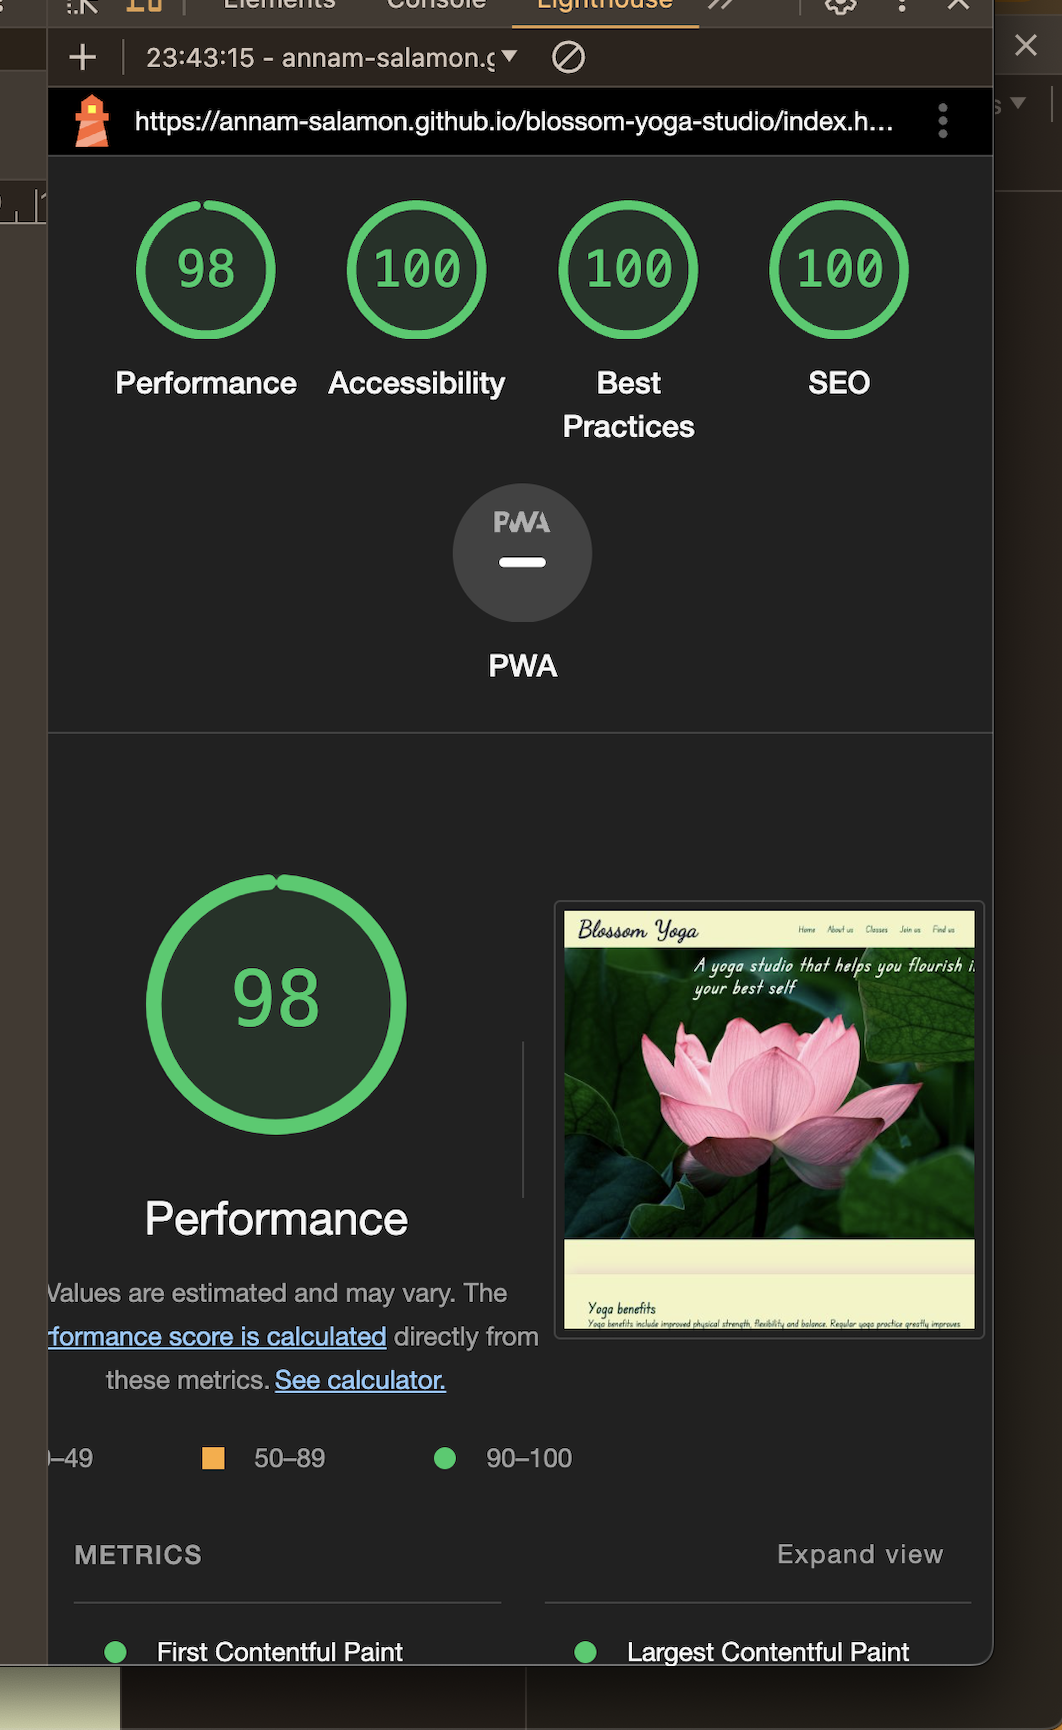 Elements Console Lighthouse
23:43:15 - annam-salamon.g
https://annam-salamon.github.io/blossom-yoga-studio/index.h...
98
100
100
100
Performance
Accessibility
Best
Practices
SEO
PWA
PWA
98
Performance
Values are estimated and may vary. The
rformance score is calculated directly from
these metrics. See calculator.
Blossom Yoga
Home About us Classes Join us Find us
A yoga studio that helps you flourish i
your best self
Yoga benefits
Yoga benefits include improved physical strength, flexibility and balance. Regular yoga practice greatly improves
–49
50–89
90–100
METRICS
Expand view
First Contentful Paint
Largest Contentful Paint